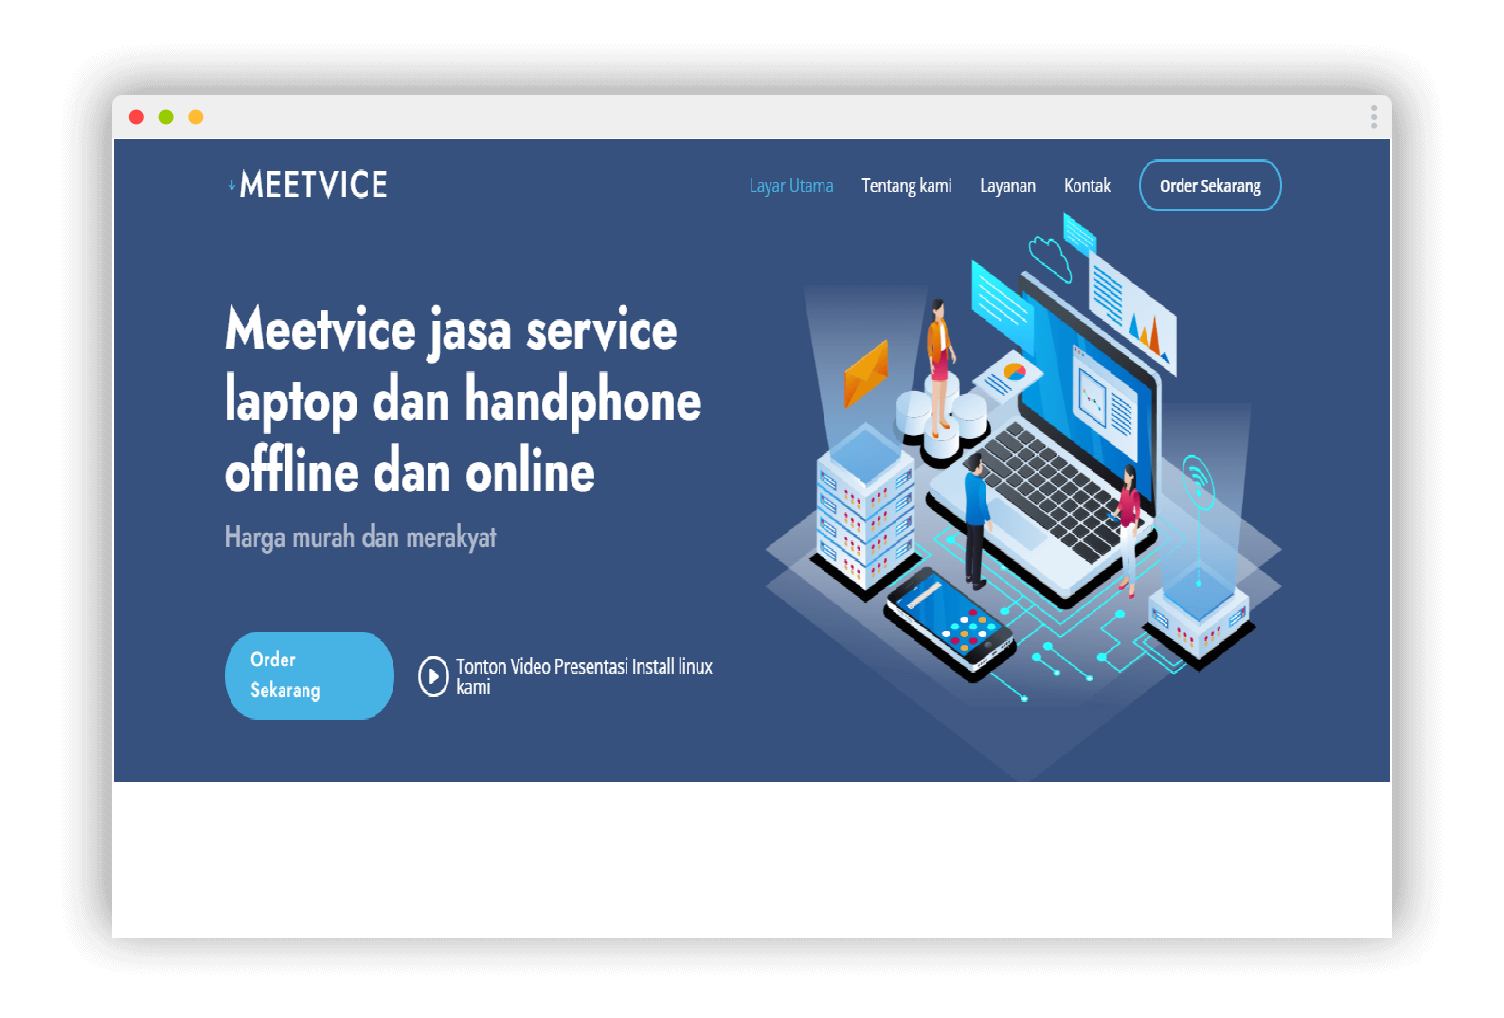 MEETVICE
Layar Utama
Tentang kami
Layanan
Kontak
Order Sekarang
Meetvice jasa service
laptop dan handphone
offline dan online
Harga murah dan merakyat
Order
Sekarang
Tonton Video Presentasi Install linux
kami